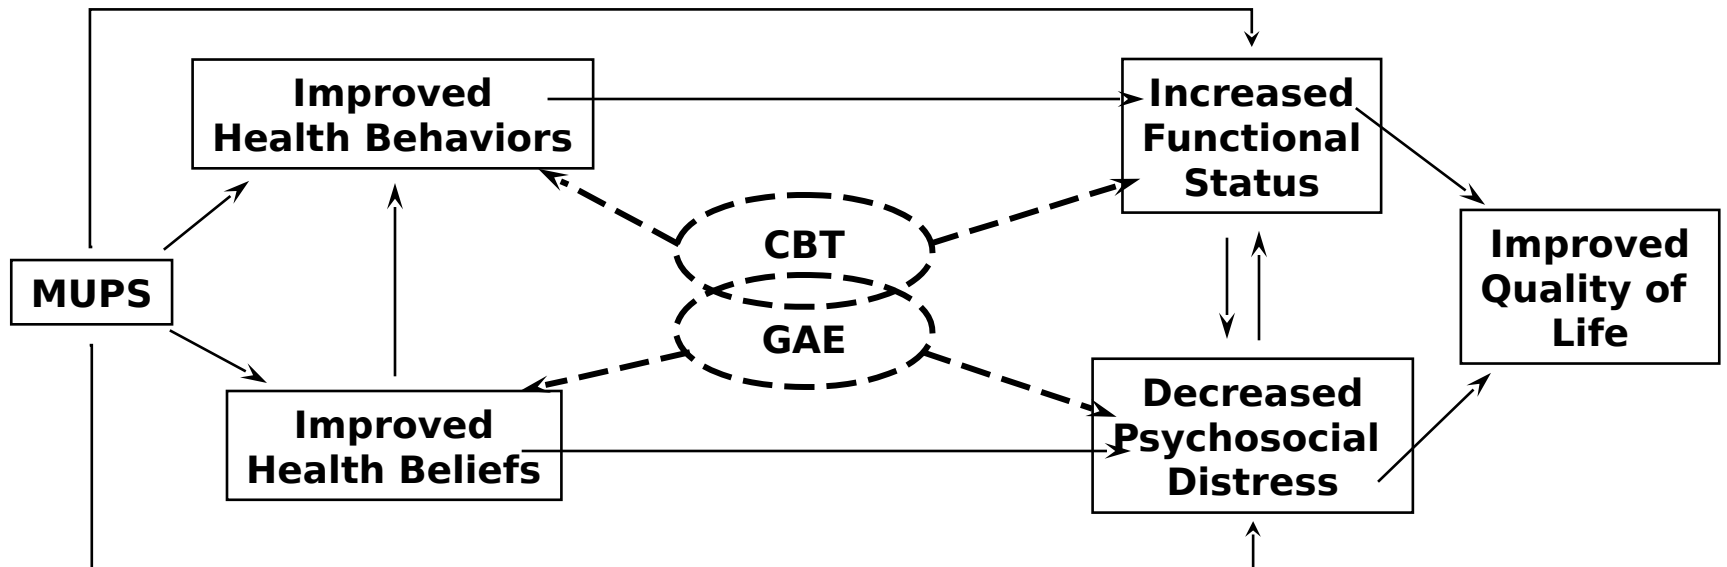 Improved
Health Behaviors
Increased
Functional
Status
CBT
GAE
MUPS
Improved
Quality of
Life
Improved
Health Beliefs
Decreased
Psychosocial
Distress